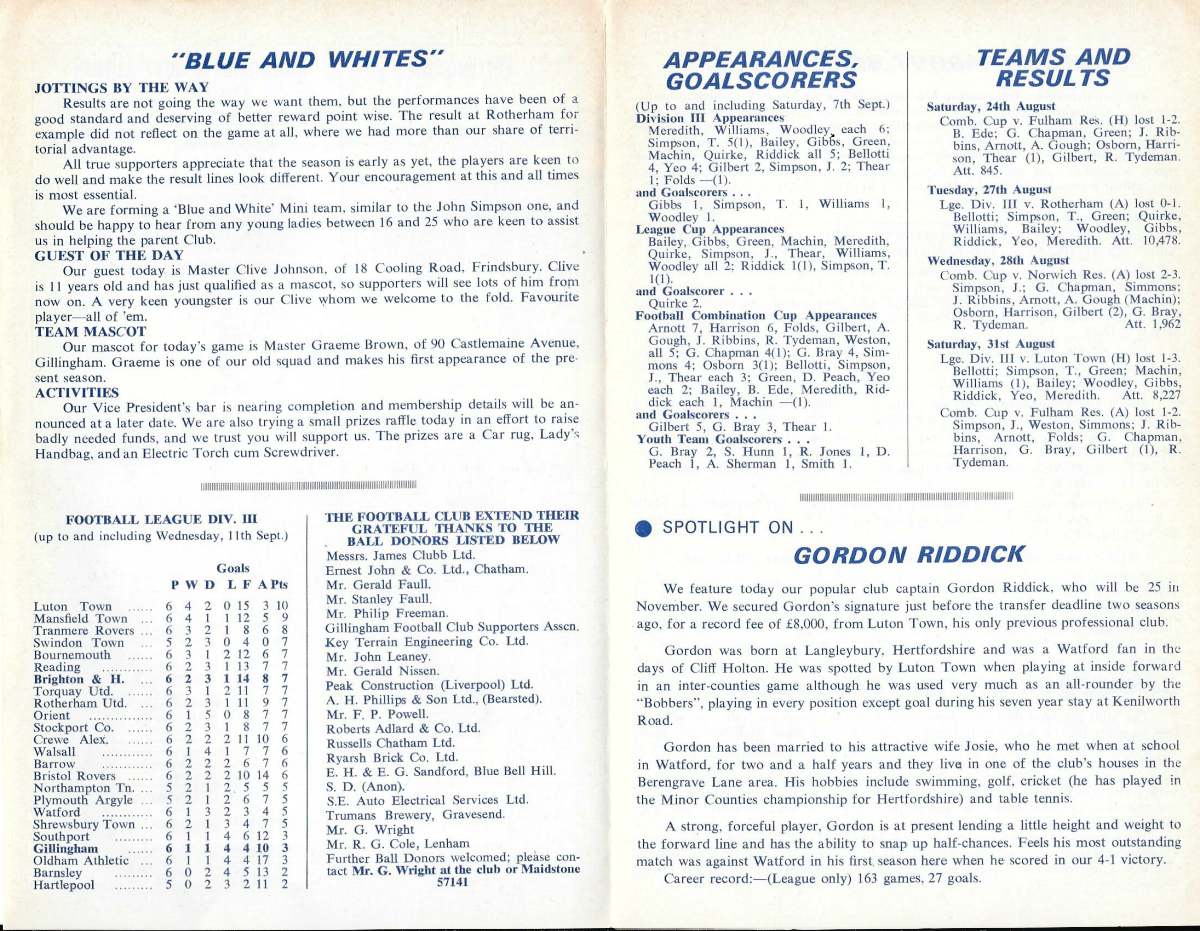 "BLUE AND WHITES"
JOTTINGS BY THE WAY
Results are not going the way we want them, but the performances have been of a
good standard and deserving of better reward point wise. The result at Rotherham for
example did not reflect on the game at all, where we had more than our share of terri-
torial advantage.
All true supporters appreciate that the season is early as yet, the players are keen to
do well and make the result lines look different. Your encouragement at this and all times
is most essential.
We are forming a 'Blue and White' Mini team, similar to the John Simpson one, and
should be happy to hear from any young ladies between 16 and 25 who are keen to assist
us in helping the parent Club.
GUEST OF THE DAY
Our guest today is Master Clive Johnson, of 18 Cooling Road, Frindsbury. Clive
is 11 years old and has just qualified as a mascot, so supporters will see lots of him from
now on. A very keen youngster is our Clive whom we welcome to the fold. Favourite
player—all of 'em.
TEAM MASCOT
Our mascot for today's game is Master Graeme Brown, of 90 Castlemaine Avenue,
Gillingham. Graeme is one of our old squad and makes his first appearance of the pre-
sent season.
ACTIVITIES
Our Vice President's bar is nearing completion and membership details will be an-
nounced at a later date. We are also trying a small prizes raffle today in an effort to raise
badly needed funds, and we trust you will support us. The prizes are a Car rug, Lady's
Handbag, and an Electric Torch cum Screwdriver.
FOOTBALL LEAGUE DIV. III
(up to and including Wednesday, 11th Sept.)
Goals
P W D L F A Pts
Luton Town ...... 6 4 2 0 15 3 10
Mansfield Town ... 6 4 1 1 12 5 9
Tranmere Rovers ... 6 3 2 1 8 6 8
Swindon Town ... 5 2 3 0 4 0 7
Bournemouth ...... 6 3 1 2 12 6 7
Reading ............ 6 2 3 1 13 7 7
Brighton & H. ... 6 2 3 1 14 8 7
Torquay Utd. ...... 6 3 1 2 11 7 7
Rotherham Utd. ... 6 2 3 1 11 9 7
Orient ............... 6 1 5 0 8 7 7
Stockport Co. ...... 6 2 3 1 8 7 7
Crewe Alex. ...... 6 2 2 2 11 10 6
Walsall ............ 6 1 4 1 7 7 6
Barrow ............ 6 2 2 2 6 7 6
Bristol Rovers ...... 6 2 2 2 10 14 6
Northampton Tn. ... 5 2 1 2 5 5 5
Plymouth Argyle ... 5 2 1 2 6 7 5
Watford ............ 6 1 3 2 3 4 5
Shrewsbury Town ... 6 2 1 3 4 7 5
Southport ......... 6 1 1 4 6 12 3
Gillingham ......... 6 1 1 4 4 10 3
Oldham Athletic ... 6 1 1 4 4 17 3
Barnsley ......... 6 0 2 4 5 13 2
Hartlepool ......... 5 0 2 3 2 11 2
THE FOOTBALL CLUB EXTEND THEIR
GRATEFUL THANKS TO THE
BALL DONORS LISTED BELOW
Messrs. James Clubb Ltd.
Ernest John & Co. Ltd., Chatham.
Mr. Gerald Faull.
Mr. Stanley Faull.
Mr. Philip Freeman.
Gillingham Football Club Supporters Asscn.
Key Terrain Engineering Co. Ltd.
Mr. John Leaney.
Mr. Gerald Nissen.
Peak Construction (Liverpool) Ltd.
A. H. Phillips & Son Ltd., (Bearsted).
Mr. F. P. Powell.
Roberts Adlard & Co. Ltd.
Russells Chatham Ltd.
Ryarsh Brick Co. Ltd.
E. H. & E. G. Sandford, Blue Bell Hill.
S. D. (Anon).
S.E. Auto Electrical Services Ltd.
Trumans Brewery, Gravesend.
Mr. G. Wright
Mr. R. G. Cole, Lenham
Further Ball Donors welcomed; please con-
tact Mr. G. Wright at the club or Maidstone
57141
APPEARANCES,
GOALSCORERS
(Up to and including Saturday, 7th Sept.)
Division III Appearances
Meredith, Williams, Woodley, each 6;
Simpson, T. 5(1), Bailey, Gibbs, Green,
Machin, Quirke, Riddick all 5; Bellotti
4, Yeo 4; Gilbert 2, Simpson, J. 2; Thear
1; Folds —(1).
and Goalscorers . . .
Gibbs 1, Simpson, T. 1, Williams 1,
Woodley 1.
League Cup Appearances
Bailey, Gibbs, Green, Machin, Meredith,
Quirke, Simpson, J., Thear, Williams,
Woodley all 2; Riddick 1(1), Simpson, T.
1(1).
and Goalscorer . . .
Quirke 2.
Football Combination Cup Appearances
Arnott 7, Harrison 6, Folds, Gilbert, A.
Gough, J. Ribbins, R. Tydeman, Weston,
all 5; G. Chapman 4(1); G. Bray 4, Sim-
mons 4; Osborn 3(1); Bellotti, Simpson,
J., Thear each 3; Green, D. Peach, Yeo
each 2; Bailey, B. Ede, Meredith, Rid-
dick each 1, Machin —(1).
and Goalscorers . . .
Gilbert 5, G. Bray 3, Thear 1.
Youth Team Goalscorers . . .
G. Bray 2, S. Hunn 1, R. Jones 1, D.
Peach 1, A. Sherman 1, Smith 1.
TEAMS AND
RESULTS
Saturday, 24th August
Comb. Cup v. Fulham Res. (H) lost 1-2.
B. Ede; G. Chapman, Green; J. Rib-
bins, Arnott, A. Gough; Osborn, Harri-
son, Thear (1), Gilbert, R. Tydeman.
Att. 845.
Tuesday, 27th August
Lge. Div. III v. Rotherham (A) lost 0-1.
Bellotti; Simpson, T., Green; Quirke,
Williams, Bailey; Woodley, Gibbs,
Riddick, Yeo, Meredith. Att. 10,478.
Wednesday, 28th August
Comb. Cup v. Norwich Res. (A) lost 2-3.
Simpson, J.; G. Chapman, Simmons;
J. Ribbins, Arnott, A. Gough (Machin);
Osborn, Harrison, Gilbert (2), G. Bray,
R. Tydeman. Att. 1,962
Saturday, 31st August
Lge. Div. III v. Luton Town (H) lost 1-3.
Bellotti; Simpson, T., Green; Machin,
Williams (1), Bailey; Woodley, Gibbs,
Riddick, Yeo, Meredith. Att. 8,227
Comb. Cup v. Fulham Res. (A) lost 1-2.
Simpson, J., Weston, Simmons; J. Rib-
bins, Arnott, Folds; G. Chapman,
Harrison, G. Bray, Gilbert (1), R.
Tydeman.
SPOTLIGHT ON . . .
GORDON RIDDICK
We feature today our popular club captain Gordon Riddick, who will be 25 in
November. We secured Gordon's signature just before the transfer deadline two seasons
ago, for a record fee of £8,000, from Luton Town, his only previous professional club.
Gordon was born at Langleybury, Hertfordshire and was a Watford fan in the
days of Cliff Holton. He was spotted by Luton Town when playing at inside forward
in an inter-counties game although he was used very much as an all-rounder by the
"Bobbers", playing in every position except goal during his seven year stay at Kenilworth
Road.
Gordon has been married to his attractive wife Josie, who he met when at school
in Watford, for two and a half years and they live in one of the club's houses in the
Berengrave Lane area. His hobbies include swimming, golf, cricket (he has played in
the Minor Counties championship for Hertfordshire) and table tennis.
A strong, forceful player, Gordon is at present lending a little height and weight to
the forward line and has the ability to snap up half-chances. Feels his most outstanding
match was against Watford in his first season here when he scored in our 4-1 victory.
Career record:—(League only) 163 games, 27 goals.